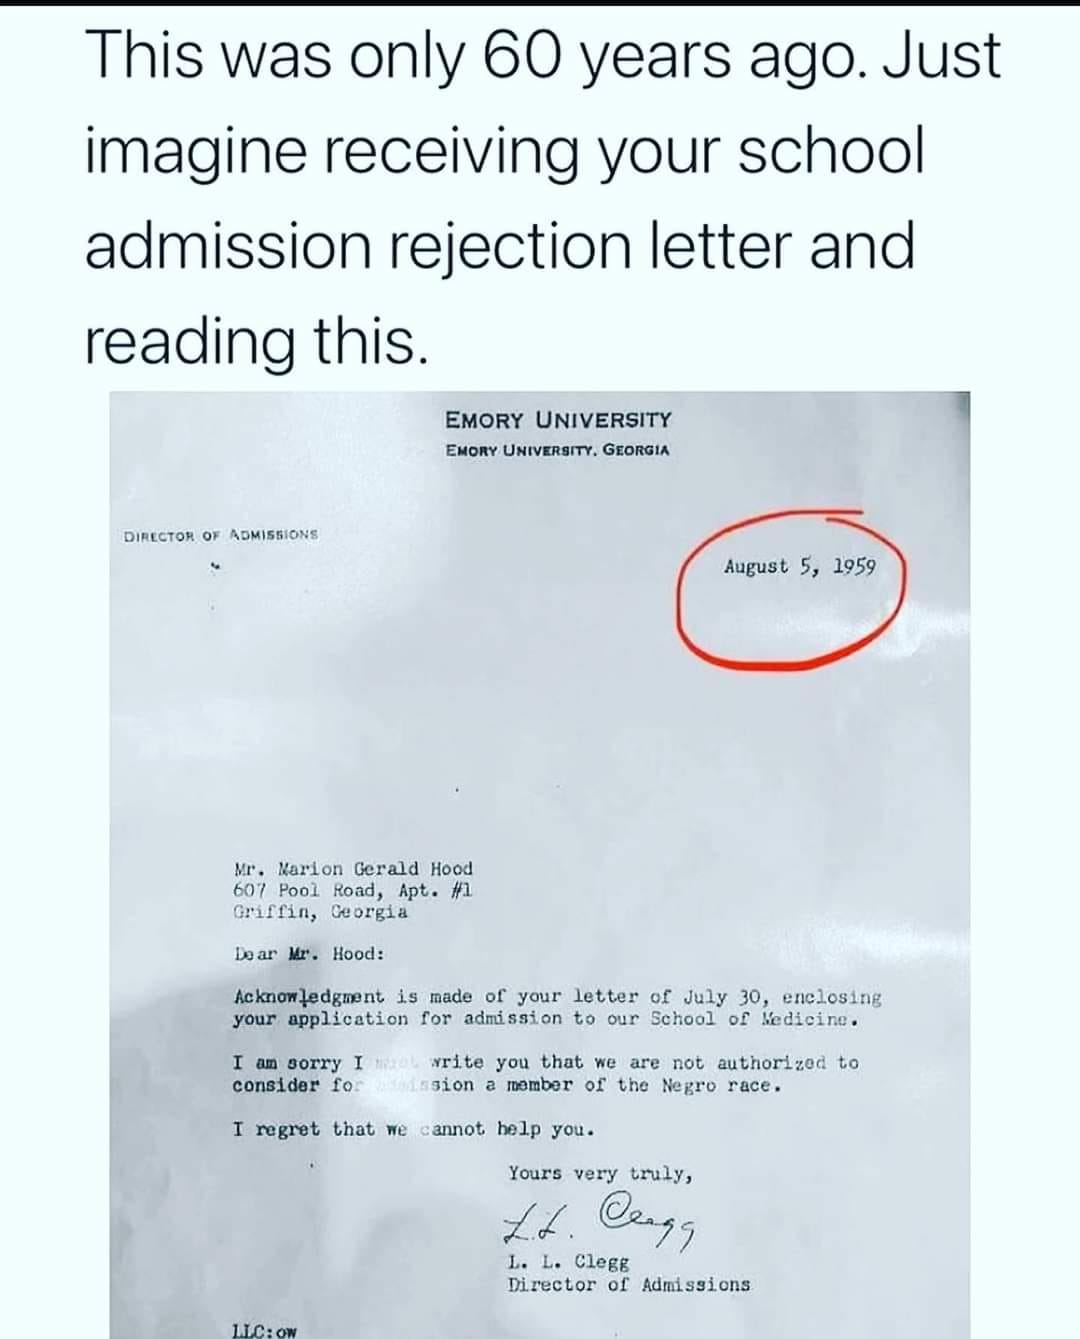 This was only 60 years ago. Just
imagine receiving your school
admission rejection letter and
reading this.
EMORY UNIVERSITY
EMORY UNIVERSITY, GEORGIA
DIRECTOR OF ADMISSIONS
August 5, 1959
Mr. Marion Gerald Hood
607 Pool Road, Apt. #1
Griffin, Georgia
Dear Mr. Hood:
Acknowledgment is made of your letter of July 30, enclosing
your application for admission to our School of Medicine.
I am sorry I must write you that we are not authorized to
consider for admission a member of the Negro race.
I regret that we cannot help you.
Yours very truly,
L.L. Clegg
L. L. Clegg
Director of Admissions
LLC:ow